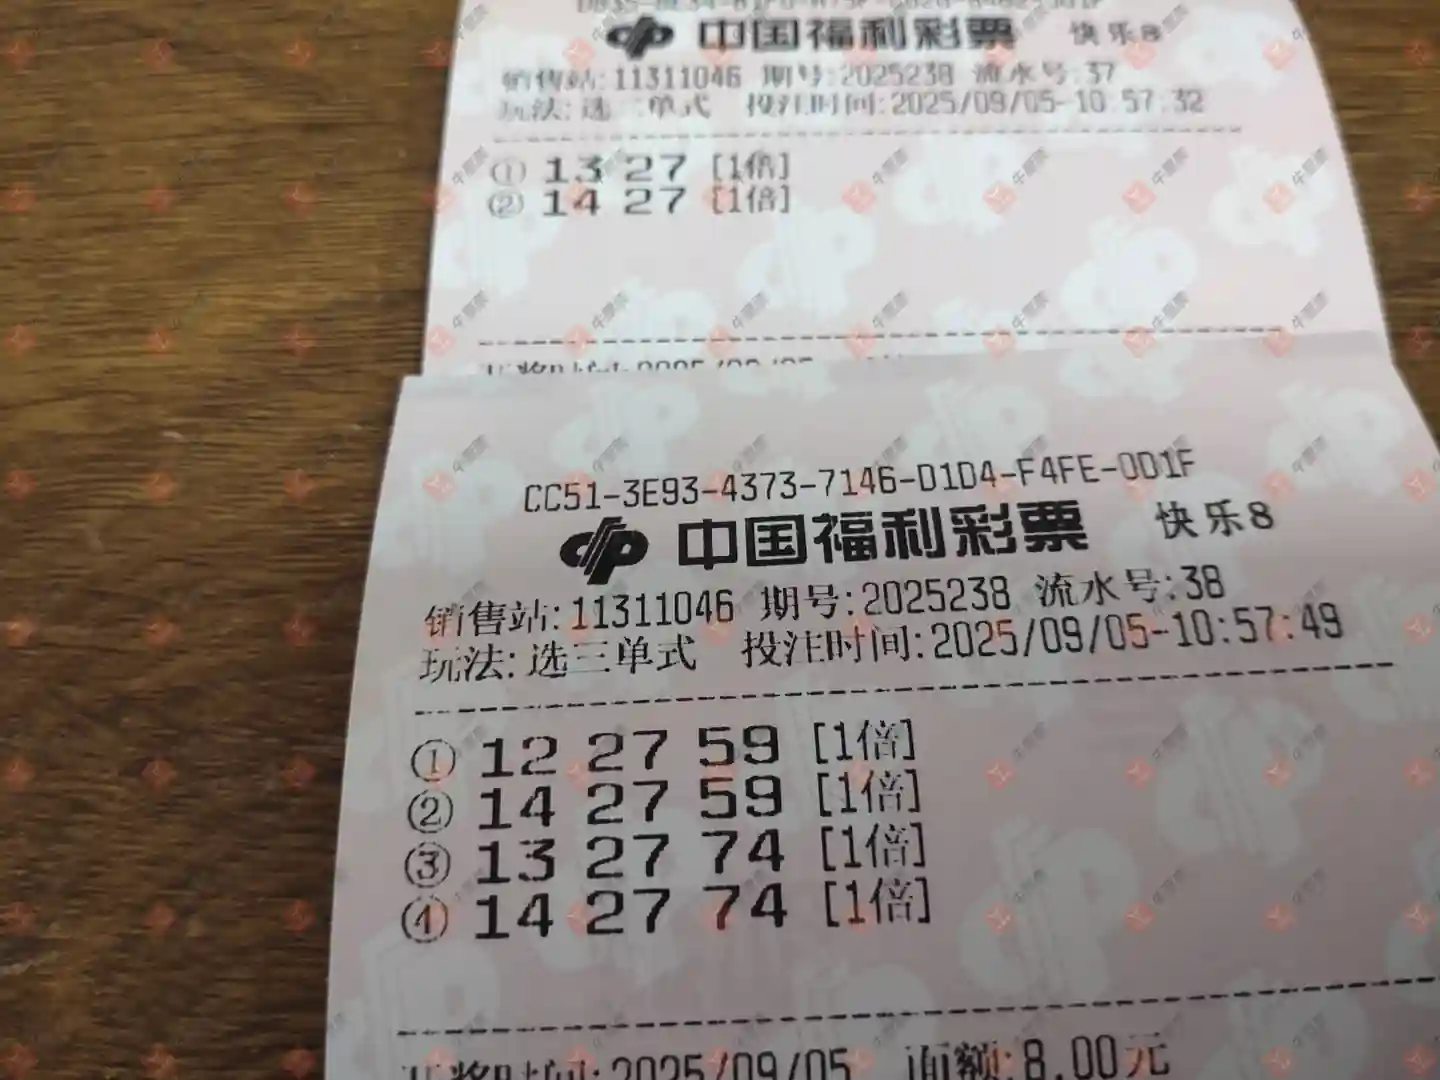 中国福利彩票 快乐8
销售站:11311046 期号:2025238 流水号:37
玩法:选二单式 投注时间:2025/09/05-10:57:32
① 13 27 [1倍]
② 14 27 [1倍]
CC51-3E93-4373-7146-D1D4-F4FE-0D1F
中国福利彩票 快乐8
销售站:11311046 期号:2025238 流水号:38
玩法:选三单式 投注时间:2025/09/05-10:57:49
① 12 27 59 [1倍]
② 14 27 59 [1倍]
③ 13 27 74 [1倍]
④ 14 27 74 [1倍]
开奖时间:2025/09/05 面额:8.00元